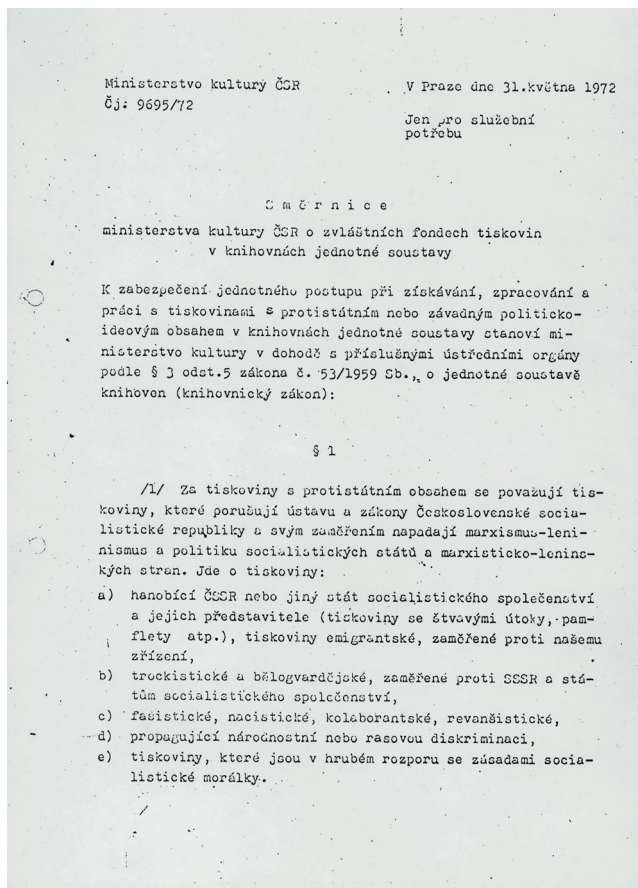 Ministerstvo kultury ČSR
Čj: 9695/72
V Praze dne 31.května 1972
Jen pro služební
potřebu
S m ě r n i c e
ministerstva kultury ČSR o zvláštních fondech tiskovin
v knihovnách jednotné soustavy
K zabezpečení jednotného postupu při získávání, zpracování a
práci s tiskovinami s protistátním nebo závadným politicko-
ideovým obsahem v knihovnách jednotné soustavy stanoví mi-
nisterstvo kultury v dohodě s příslušnými ústředními orgány
podle § 3 odst.5 zákona č. 53/1959 Sb., o jednotné soustavě
knihoven (knihovnický zákon):
§ 1
/1/ Za tiskoviny s protistátním obsahem se považují tis-
koviny, které porušují ústavu a zákony Československé socia-
listické republiky a svým zaměřením napadají marxismus-leni-
nismus a politiku socialistických států a marxisticko-lenins-
kých stran. Jde o tiskoviny:
a) hanobící ČSSR nebo jiný stát socialistického společenství
a jejich představitele (tiskoviny se štvavými útoky, pam-
flety atp.), tiskoviny emigrantské, zaměřené proti našemu
zřízení,
b) trockistické a bělogvardějské, zaměřené proti SSSR a stá-
tům socialistického společenství,
c) fašistické, nacistické, kolaborantské, revanšistické,
d) propagující národnostní nebo rasovou diskriminaci,
e) tiskoviny, které jsou v hrubém rozporu se zásadami socia-
listické morálky.